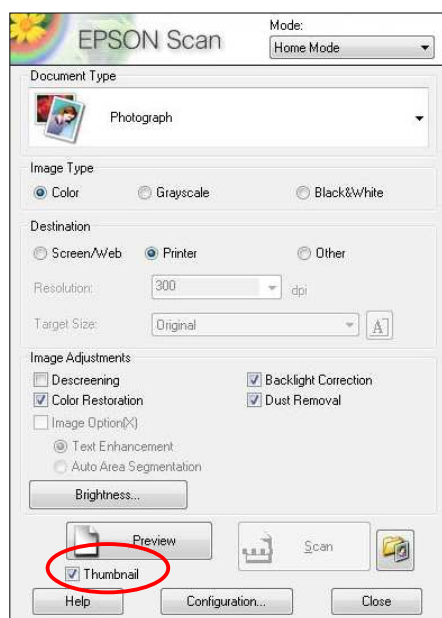 EPSON Scan
Mode:
Home Mode
Document Type
Photograph
Image Type
Color Grayscale Black&White
Destination
Screen/Web Printer Other
Resolution: 300 dpi
Target Size: Original A
Image Adjustments
Descreening Backlight Correction
Color Restoration Dust Removal
Image Option(X)
Text Enhancement
Auto Area Segmentation
Brightness...
Preview Scan
Thumbnail
Help Configuration... Close